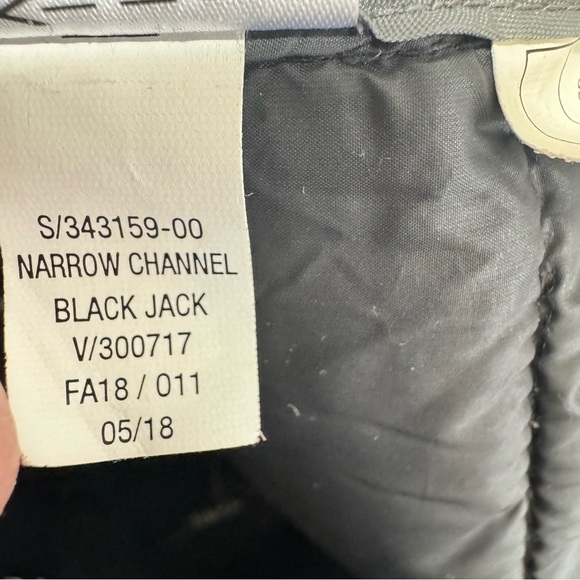 S/343159-00
NARROW CHANNEL
BLACK JACK
V/300717
FA18 / 011
05/18